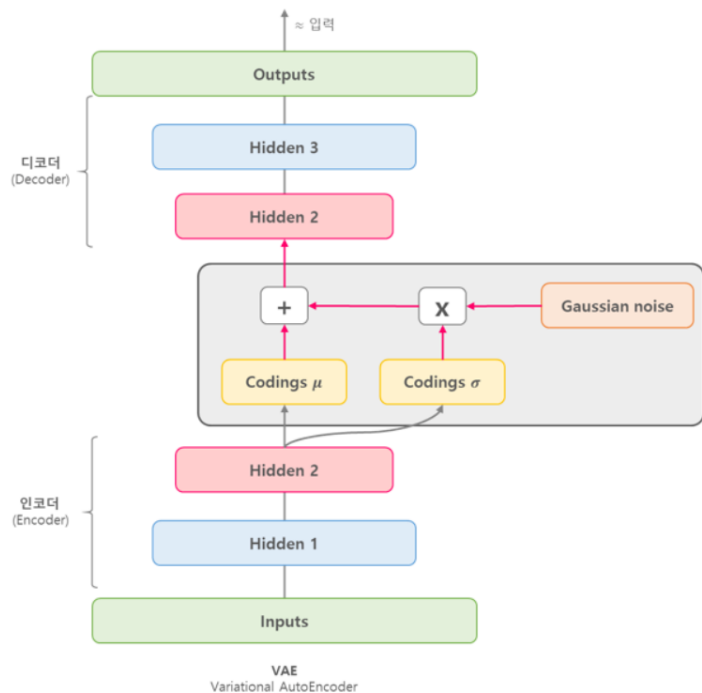 ≈ 입력
Outputs
Hidden 3
디코더
(Decoder)
Hidden 2
+
x
Gaussian noise
Codings μ
Codings σ
Hidden 2
인코더
(Encoder)
Hidden 1
Inputs
VAE
Variational AutoEncoder